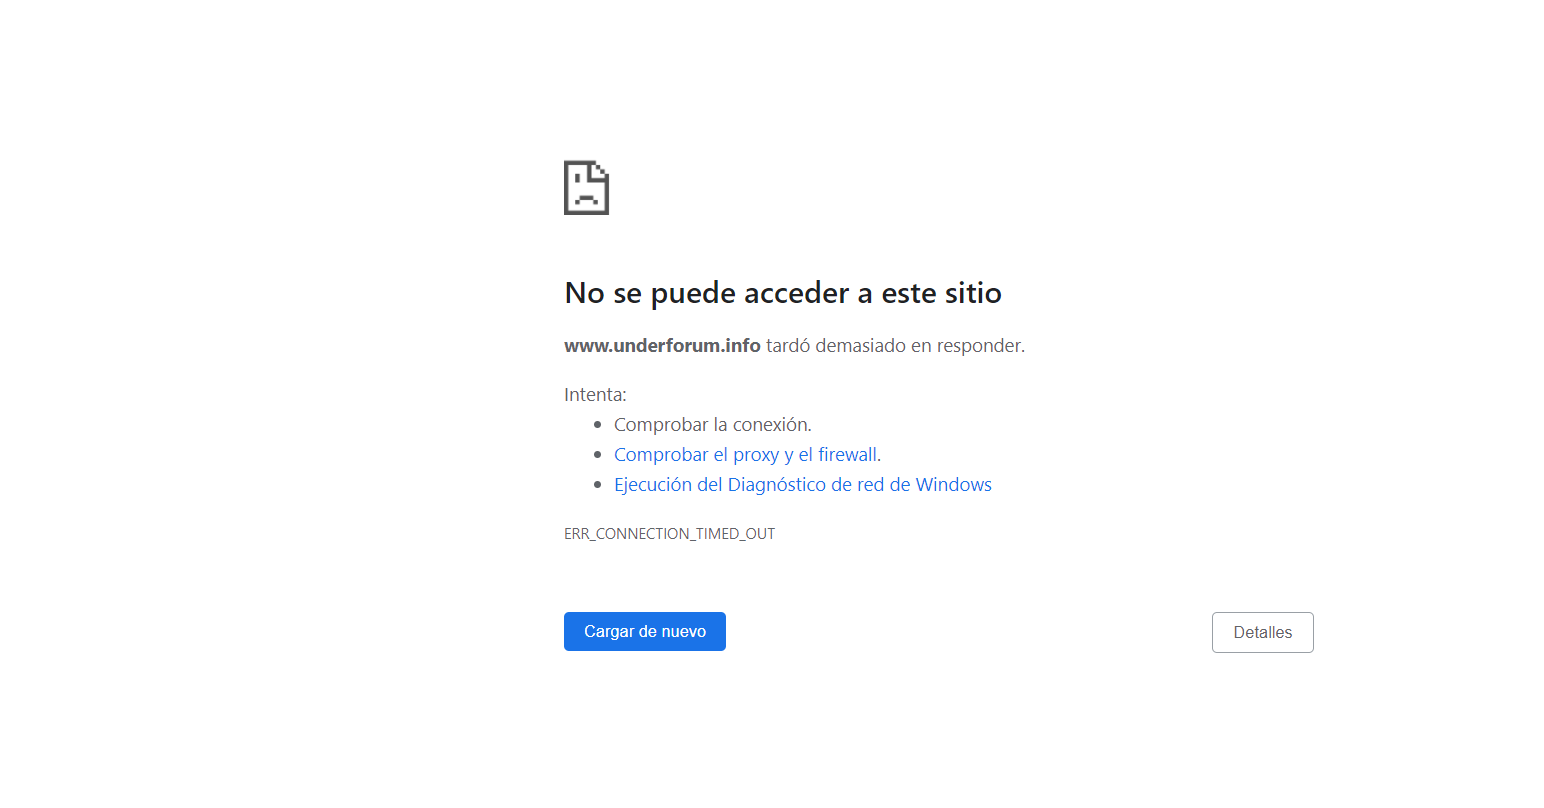 No se puede acceder a este sitio
www.underforum.info tardó demasiado en responder.
Intenta:
Comprobar la conexión.
Comprobar el proxy y el firewall.
Ejecución del Diagnóstico de red de Windows
ERR_CONNECTION_TIMED_OUT
Cargar de nuevo
Detalles